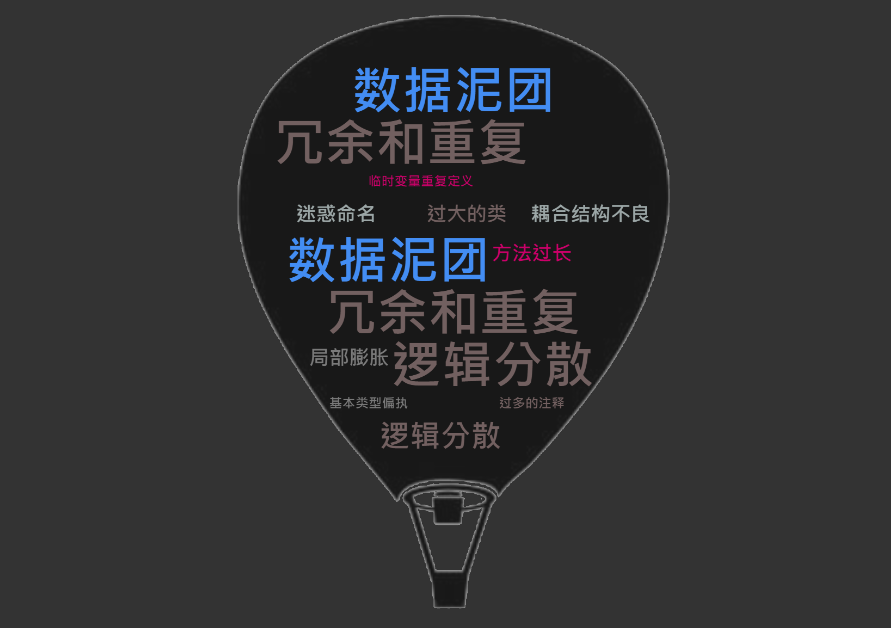 数据泥团
冗余和重复
临时变量重复定义
迷惑命名 过大的类 耦合结构不良
数据泥团 方法过长
冗余和重复
局部膨胀 逻辑分散
基本类型偏执 过多的注释
逻辑分散